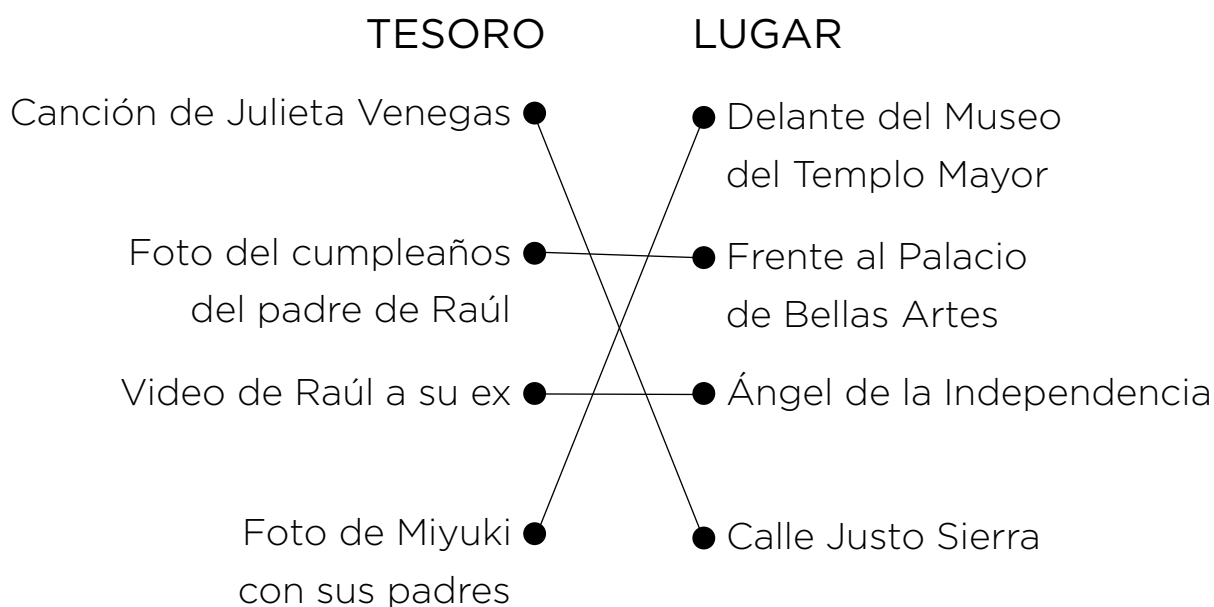 TESORO
LUGAR
Canción de Julieta Venegas
Delante del Museo
del Templo Mayor
Foto del cumpleaños
del padre de Raúl
Frente al Palacio
de Bellas Artes
Video de Raúl a su ex
Ángel de la Independencia
Foto de Miyuki
con sus padres
Calle Justo Sierra